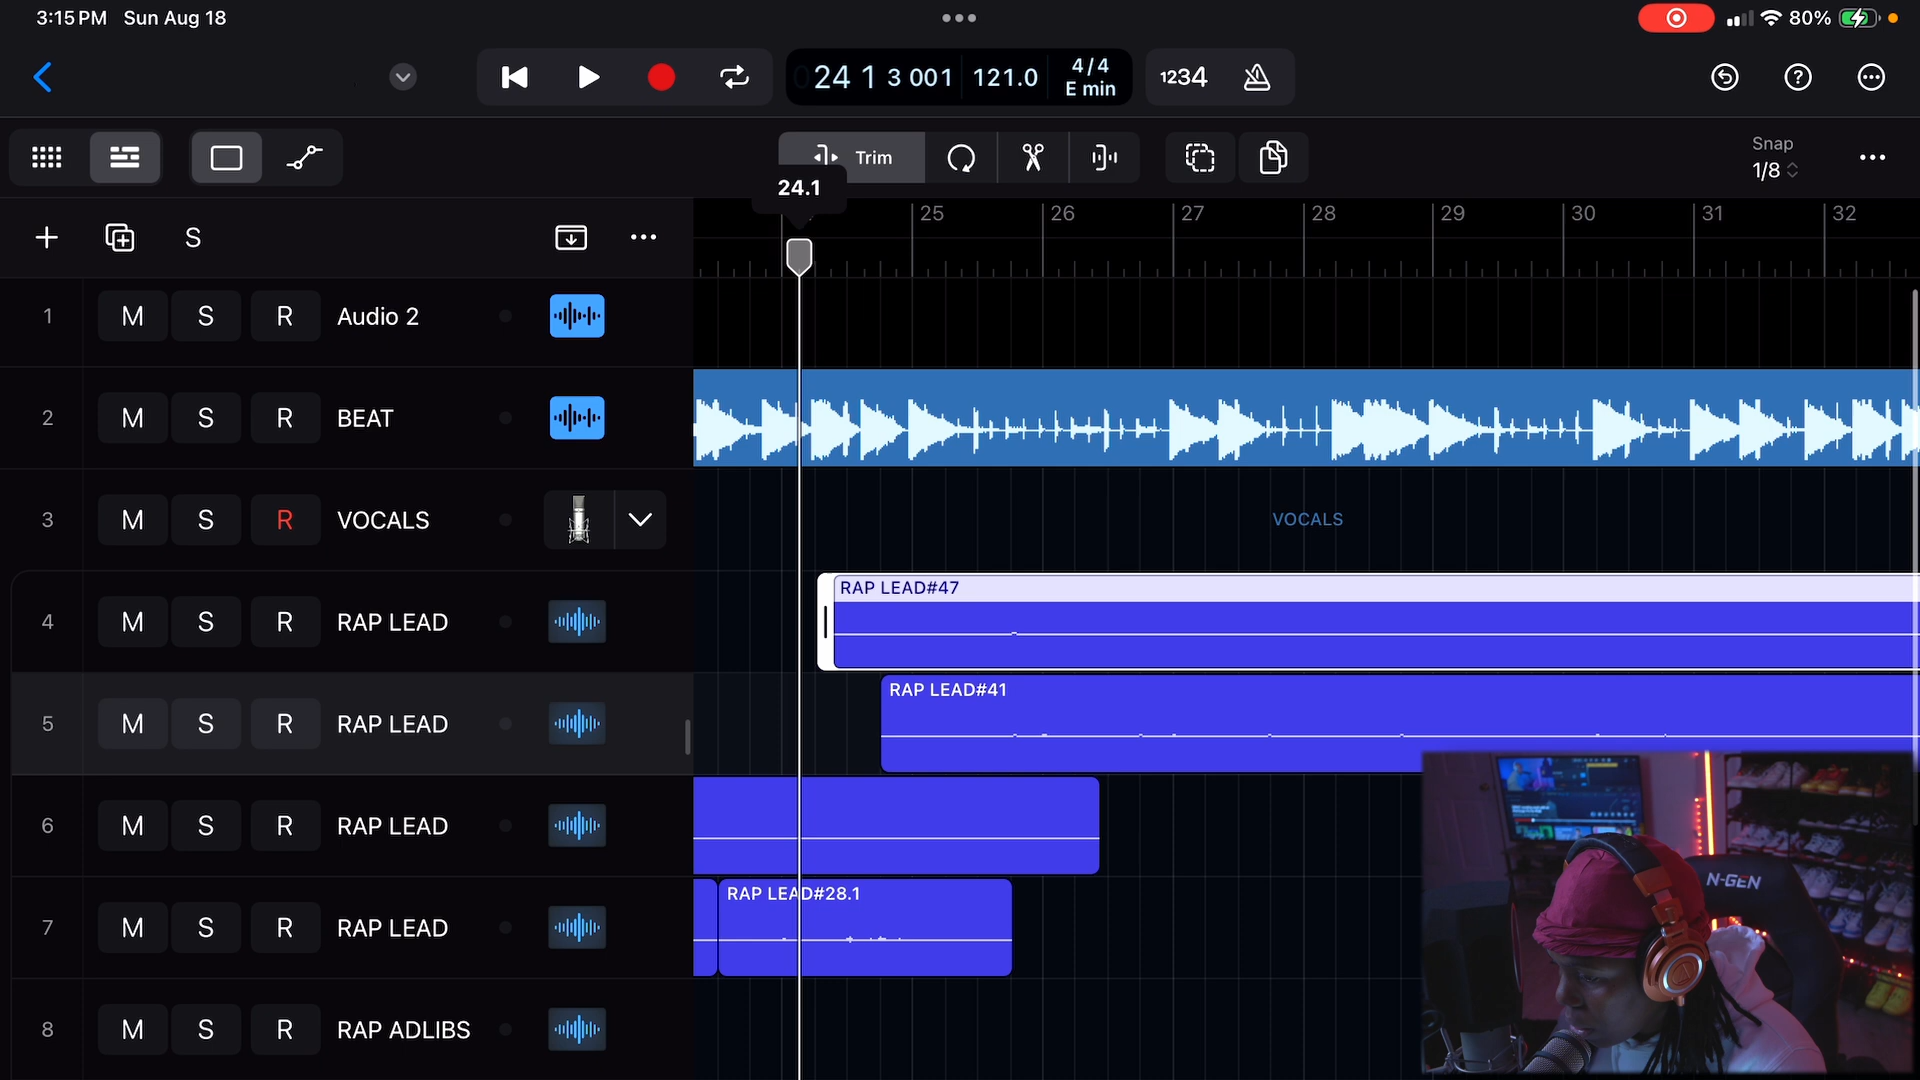 3:15 PM Sun Aug 18
80%
24 1 3 001 121.0 4/4
E min
1234
Trim
Snap
1/8
24.1
25 26 27 28 29 30 31 32
S
1 M S R Audio 2
2 M S R BEAT
3 M S R VOCALS
VOCALS
4 M S R RAP LEAD
RAP LEAD#47
5 M S R RAP LEAD
RAP LEAD#41
6 M S R RAP LEAD
7 M S R RAP LEAD
RAP LEAD#28.1
8 M S R RAP ADLIBS
N-GEN